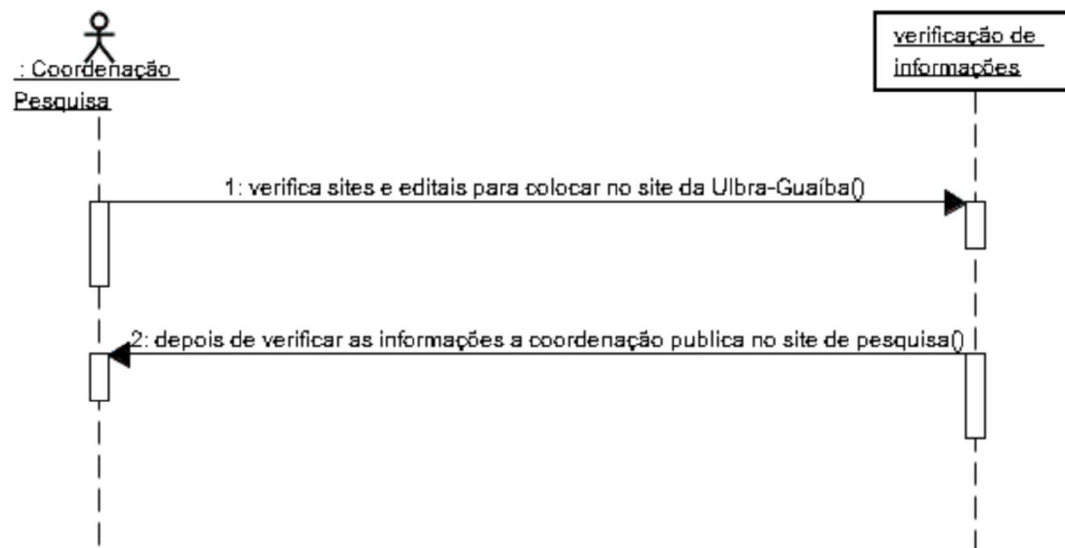 : Coordenação
Pesquisa
verificação de
informações
1: verifica sites e editais para colocar no site da Ulbra-Guaíba()
2: depois de verificar as informações a coordenação publica no site de pesquisa()